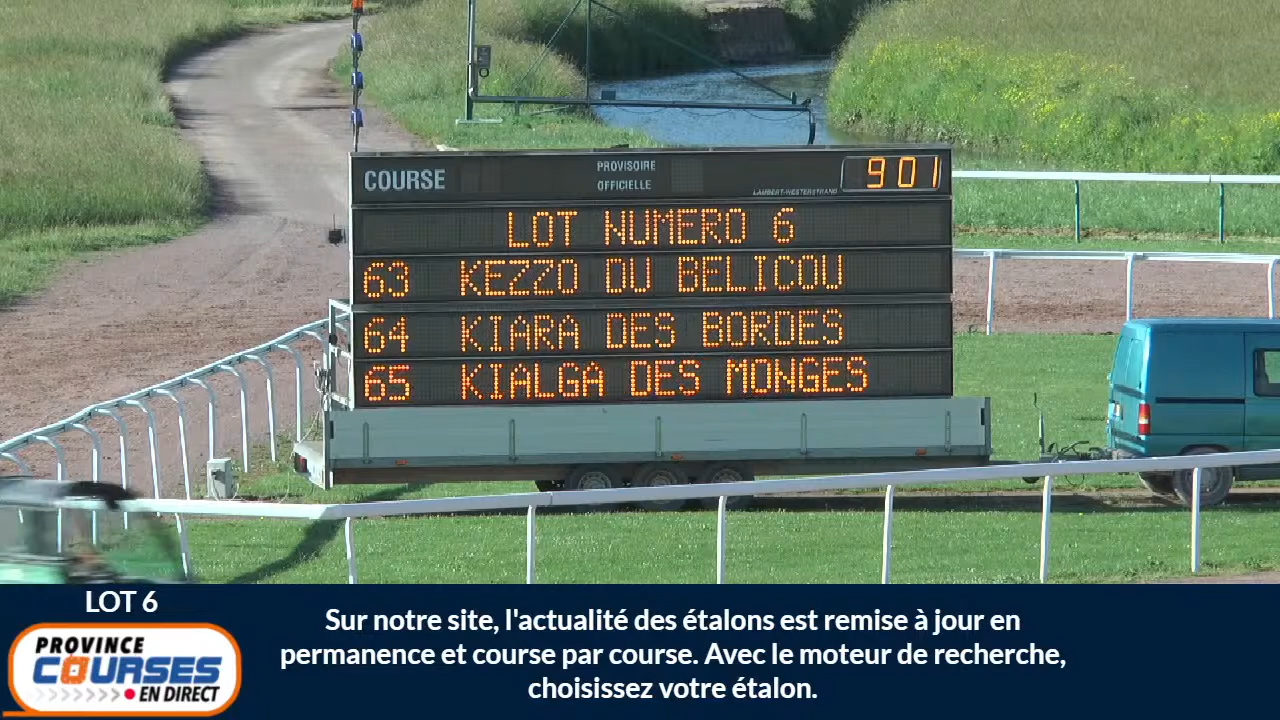 COURSE
PROVISOIRE
OFFICIELLE
901
LAMBERT-WESTERSTRAND
LOT NUMERO 6
63 KEZZO DU BELICOU
64 KIARA DES BORDES
65 KIALGA DES MONGES
LOT 6
PROVINCE
COURSES
EN DIRECT
Sur notre site, l'actualité des étalons est remise à jour en
permanence et course par course. Avec le moteur de recherche,
choisissez votre étalon.